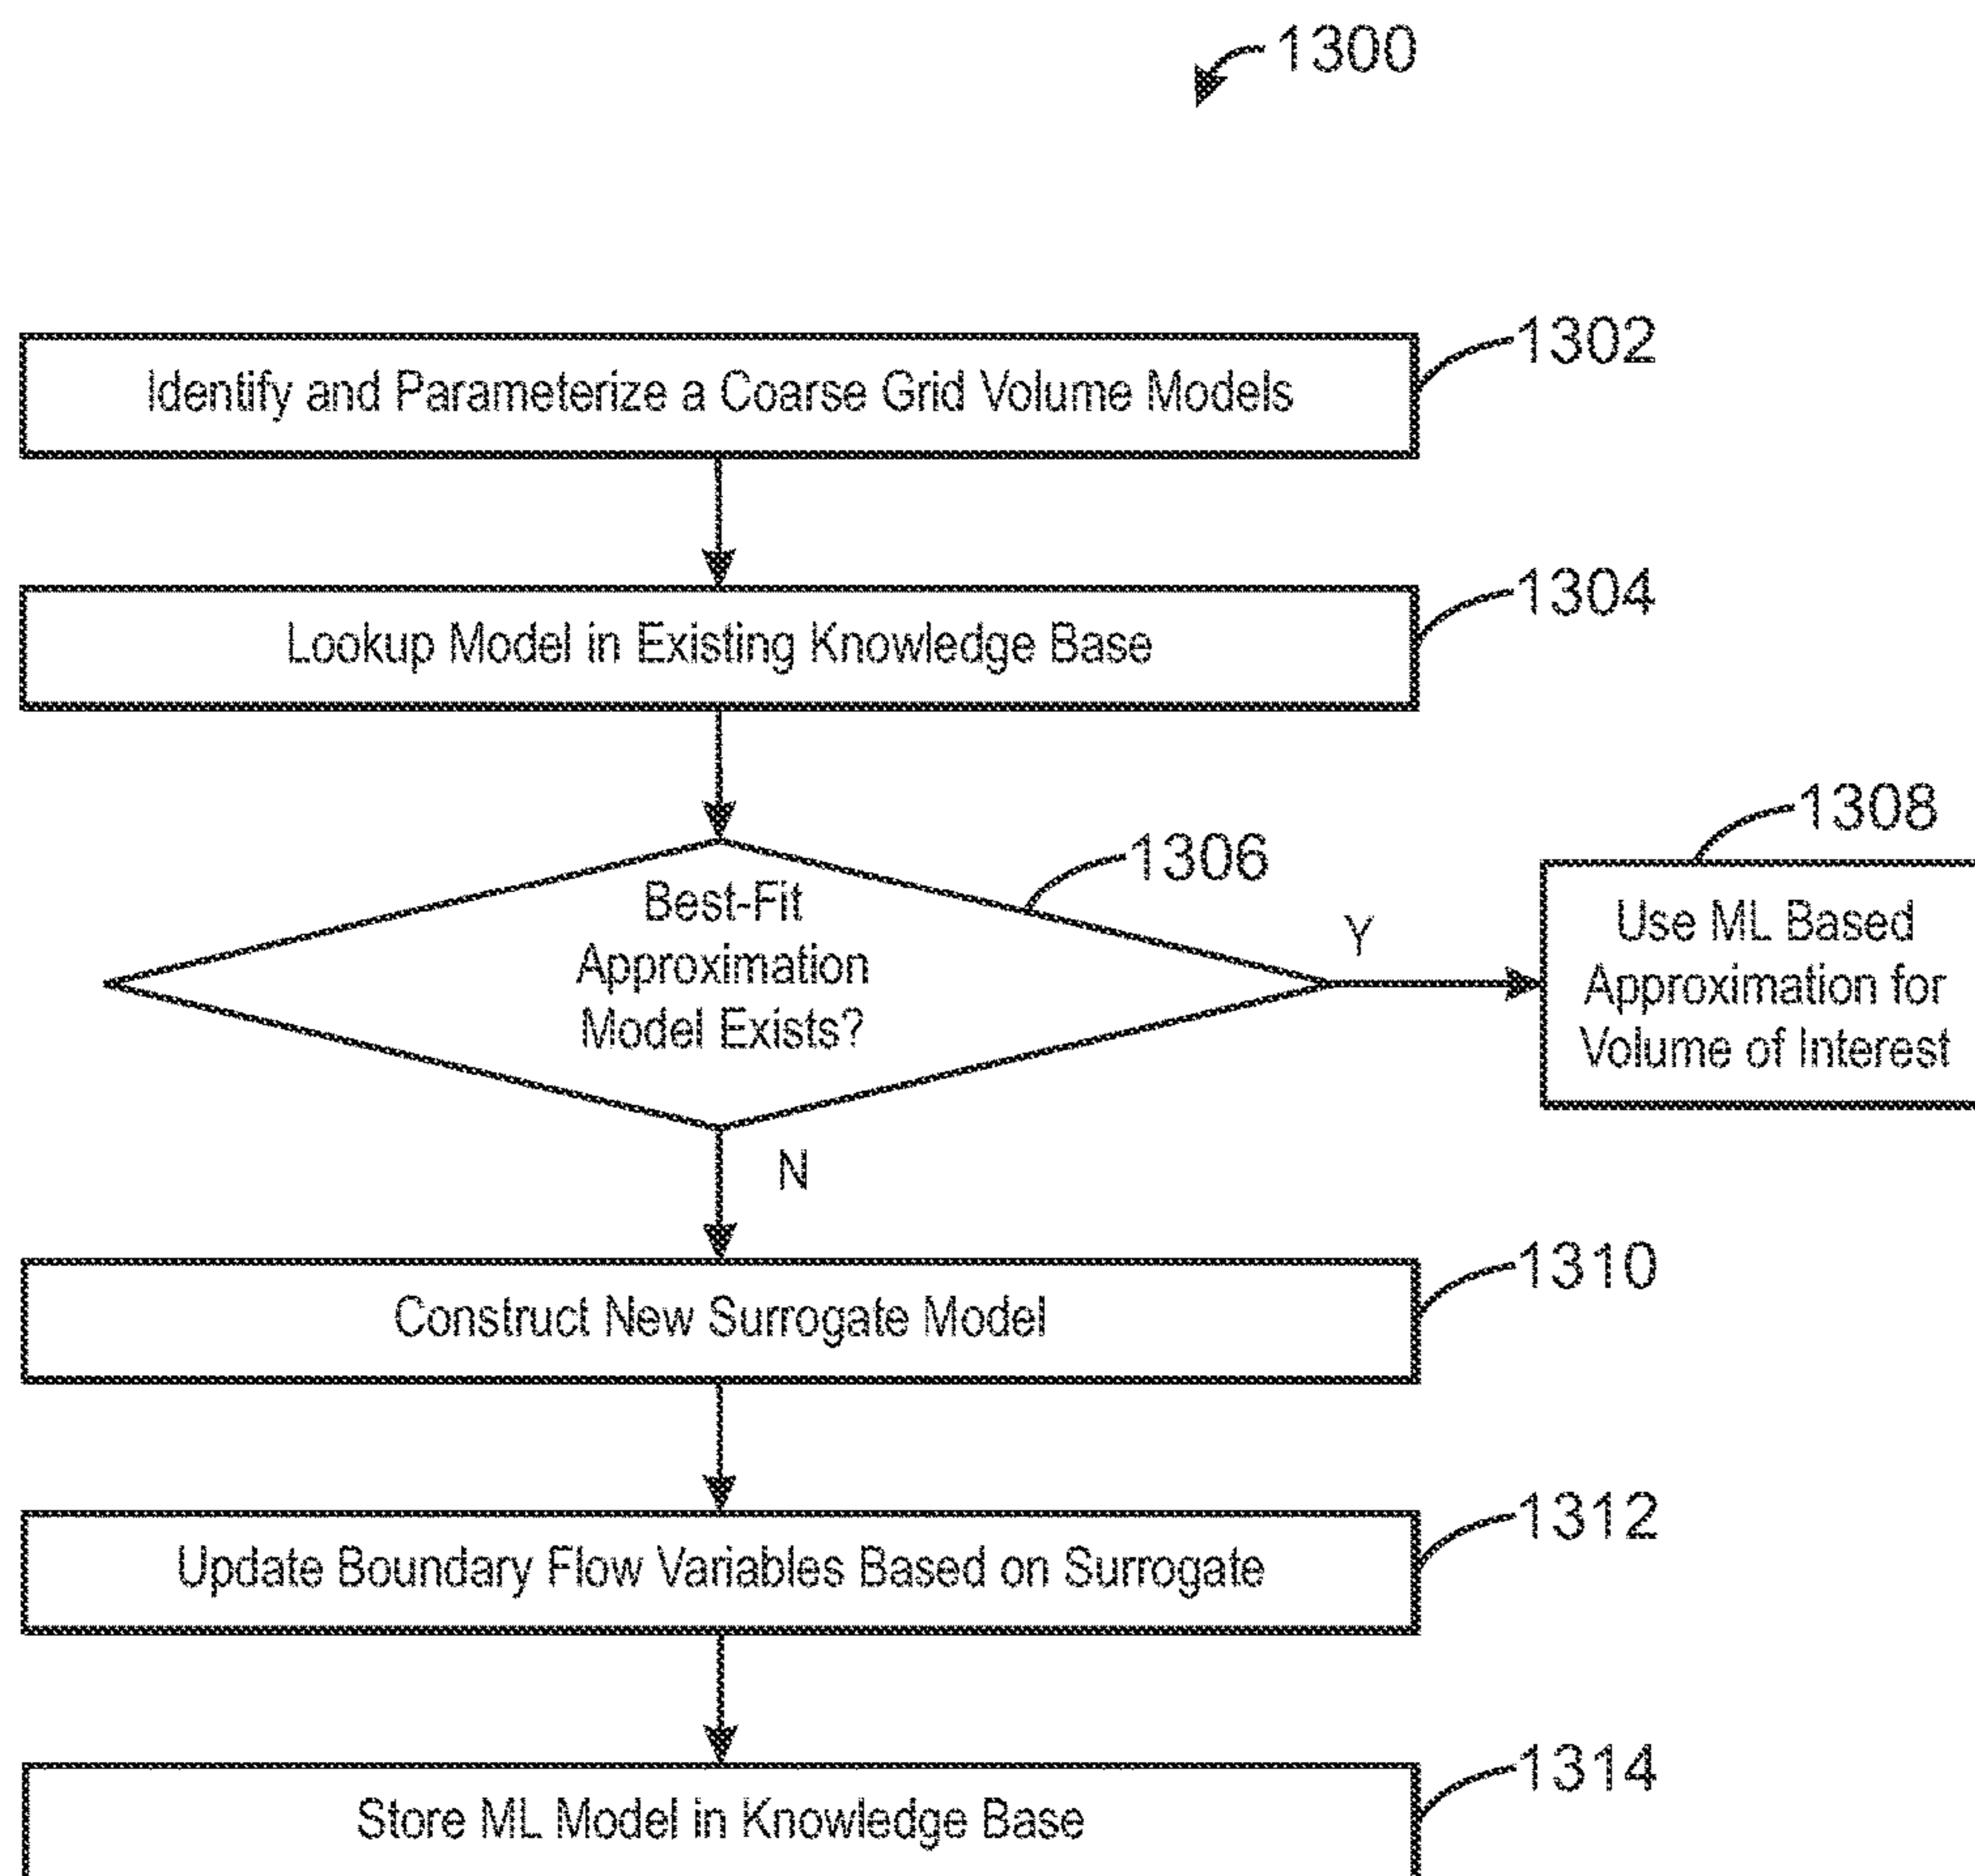 1300
1302
Identify and Parameterize a Coarse Grid Volume Models
1304
Lookup Model in Existing Knowledge Base
1306
Best-Fit
Approximation
Model Exists?
Y
1308
Use ML Based
Approximation for
Volume of Interest
N
1310
Construct New Surrogate Model
1312
Update Boundary Flow Variables Based on Surrogate
1314
Store ML Model in Knowledge Base